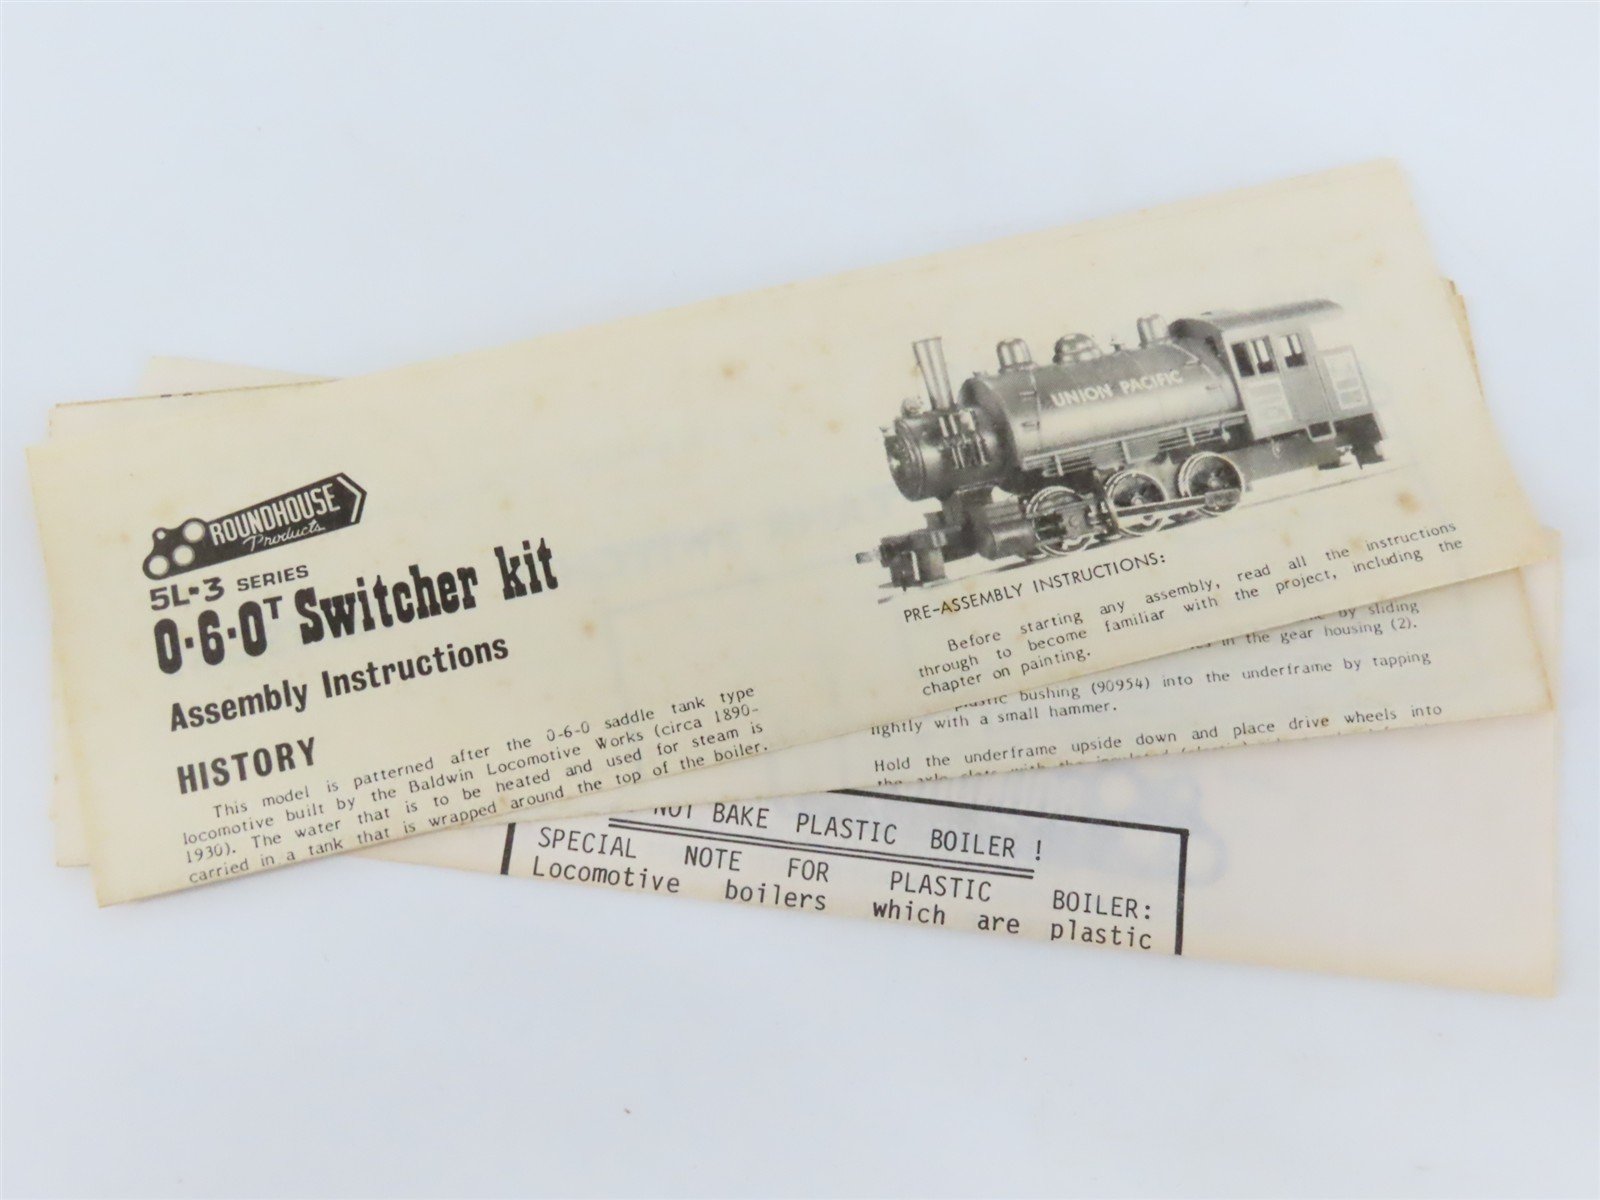 ROUNDHOUSE
Products
5L-3 SERIES
0-6-0T Switcher kit
Assembly Instructions
HISTORY
This model is patterned after the 0-6-0 saddle tank type
locomotive built by the Baldwin Locomotive Works (circa 1890-
1930). The water that is to be heated and used for steam is
carried in a tank that is wrapped around the top of the boiler.
UNION PACIFIC
PRE-ASSEMBLY INSTRUCTIONS:
Before starting any assembly, read all the instructions
through to become familiar with the project, including the
chapter on painting.
by sliding
in the gear housing (2).
plastic bushing (90954) into the underframe by tapping
lightly with a small hammer.
Hold the underframe upside down and place drive wheels into
the axle slots with the
NOT BAKE PLASTIC BOILER !
SPECIAL NOTE FOR PLASTIC BOILER:
Locomotive boilers which are plastic